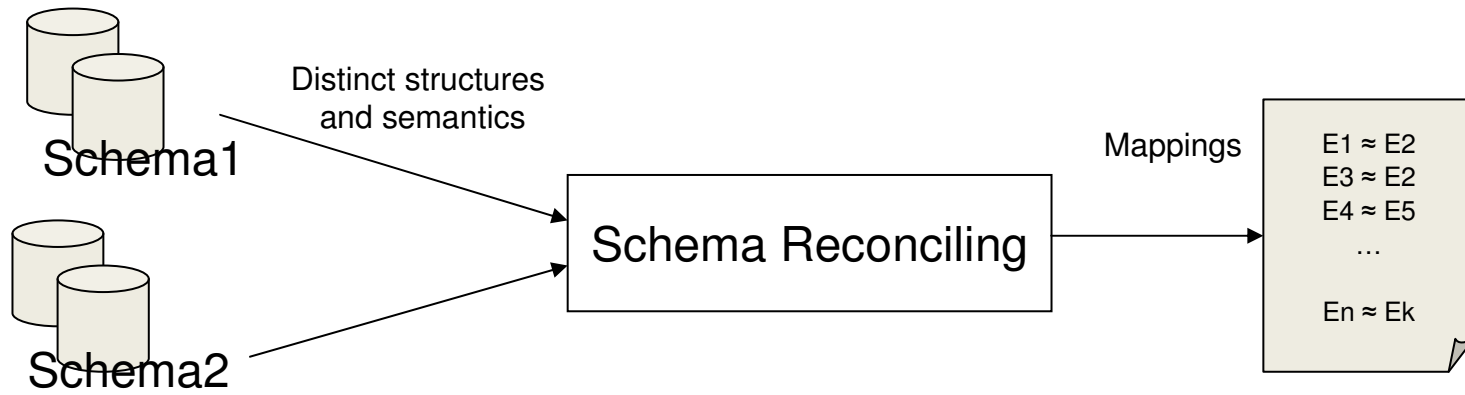 Distinct structures
and semantics
Schema1
Schema2
Schema Reconciling
Mappings
E1 ≈ E2
E3 ≈ E2
E4 ≈ E5
…
En ≈ Ek